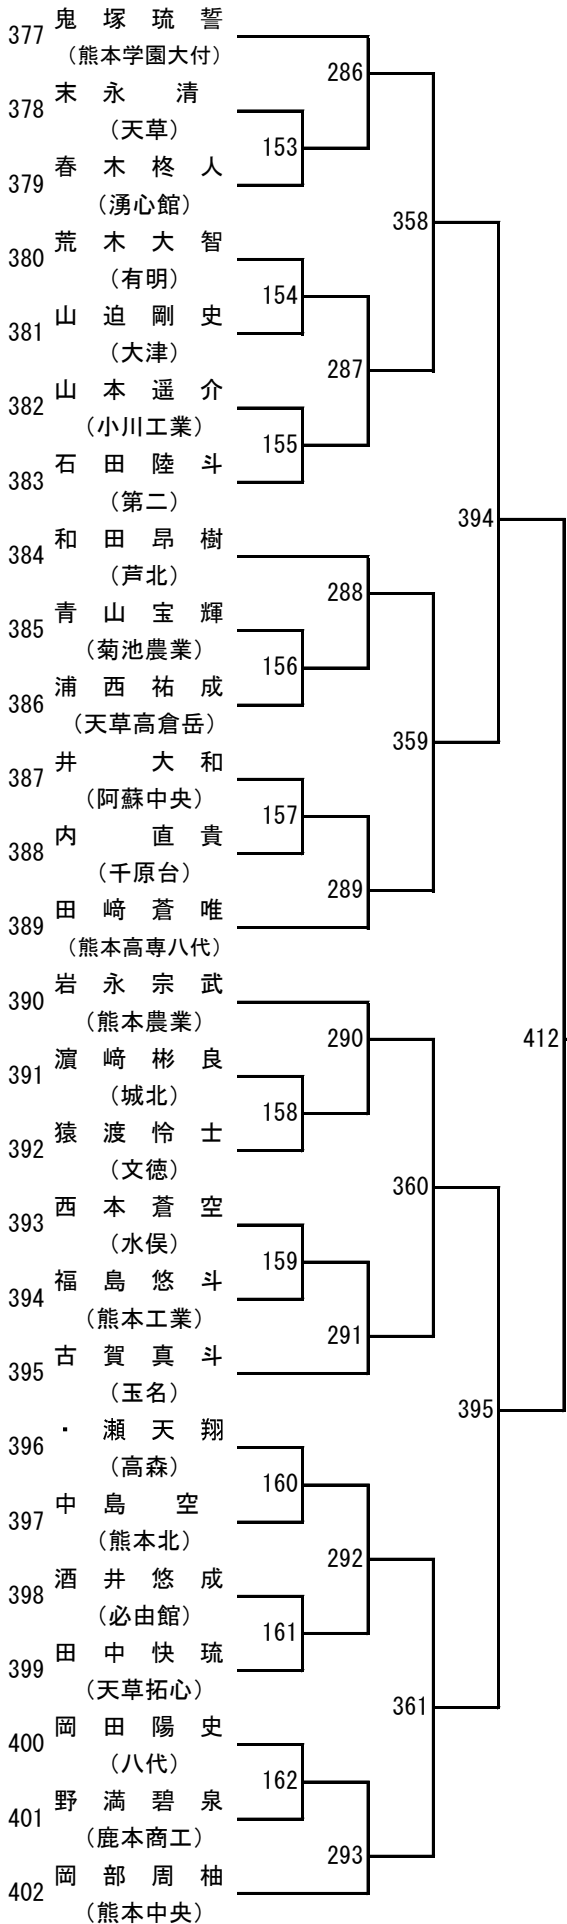 377 鬼塚琉誓
(熊本学園大付)
286
378 末永 清
(天草)
153
379 春木柊人
(湧心館)
358
380 荒木大智
(有明)
154
381 山迫剛史
(大津)
287
382 山本遥介
(小川工業)
155
383 石田陸斗
(第二)
394
384 和田昂樹
(芦北)
288
385 青山宝輝
(菊池農業)
156
386 浦西祐成
(天草高倉岳)
359
387 井 大和
(阿蘇中央)
157
388 内 直貴
(千原台)
289
389 田﨑蒼唯
(熊本高専八代)
390 岩永宗武
(熊本農業)
290
412
391 濵﨑彬良
(城北)
158
392 猿渡怜士
(文徳)
360
393 西本蒼空
(水俣)
159
394 福島悠斗
(熊本工業)
291
395 古賀真斗
(玉名)
395
396 ・瀬天翔
(高森)
160
397 中島 空
(熊本北)
292
398 酒井悠成
(必由館)
161
399 田中快琉
(天草拓心)
361
400 岡田陽史
(八代)
162
401 野満碧泉
(鹿本商工)
293
402 岡部周柚
(熊本中央)